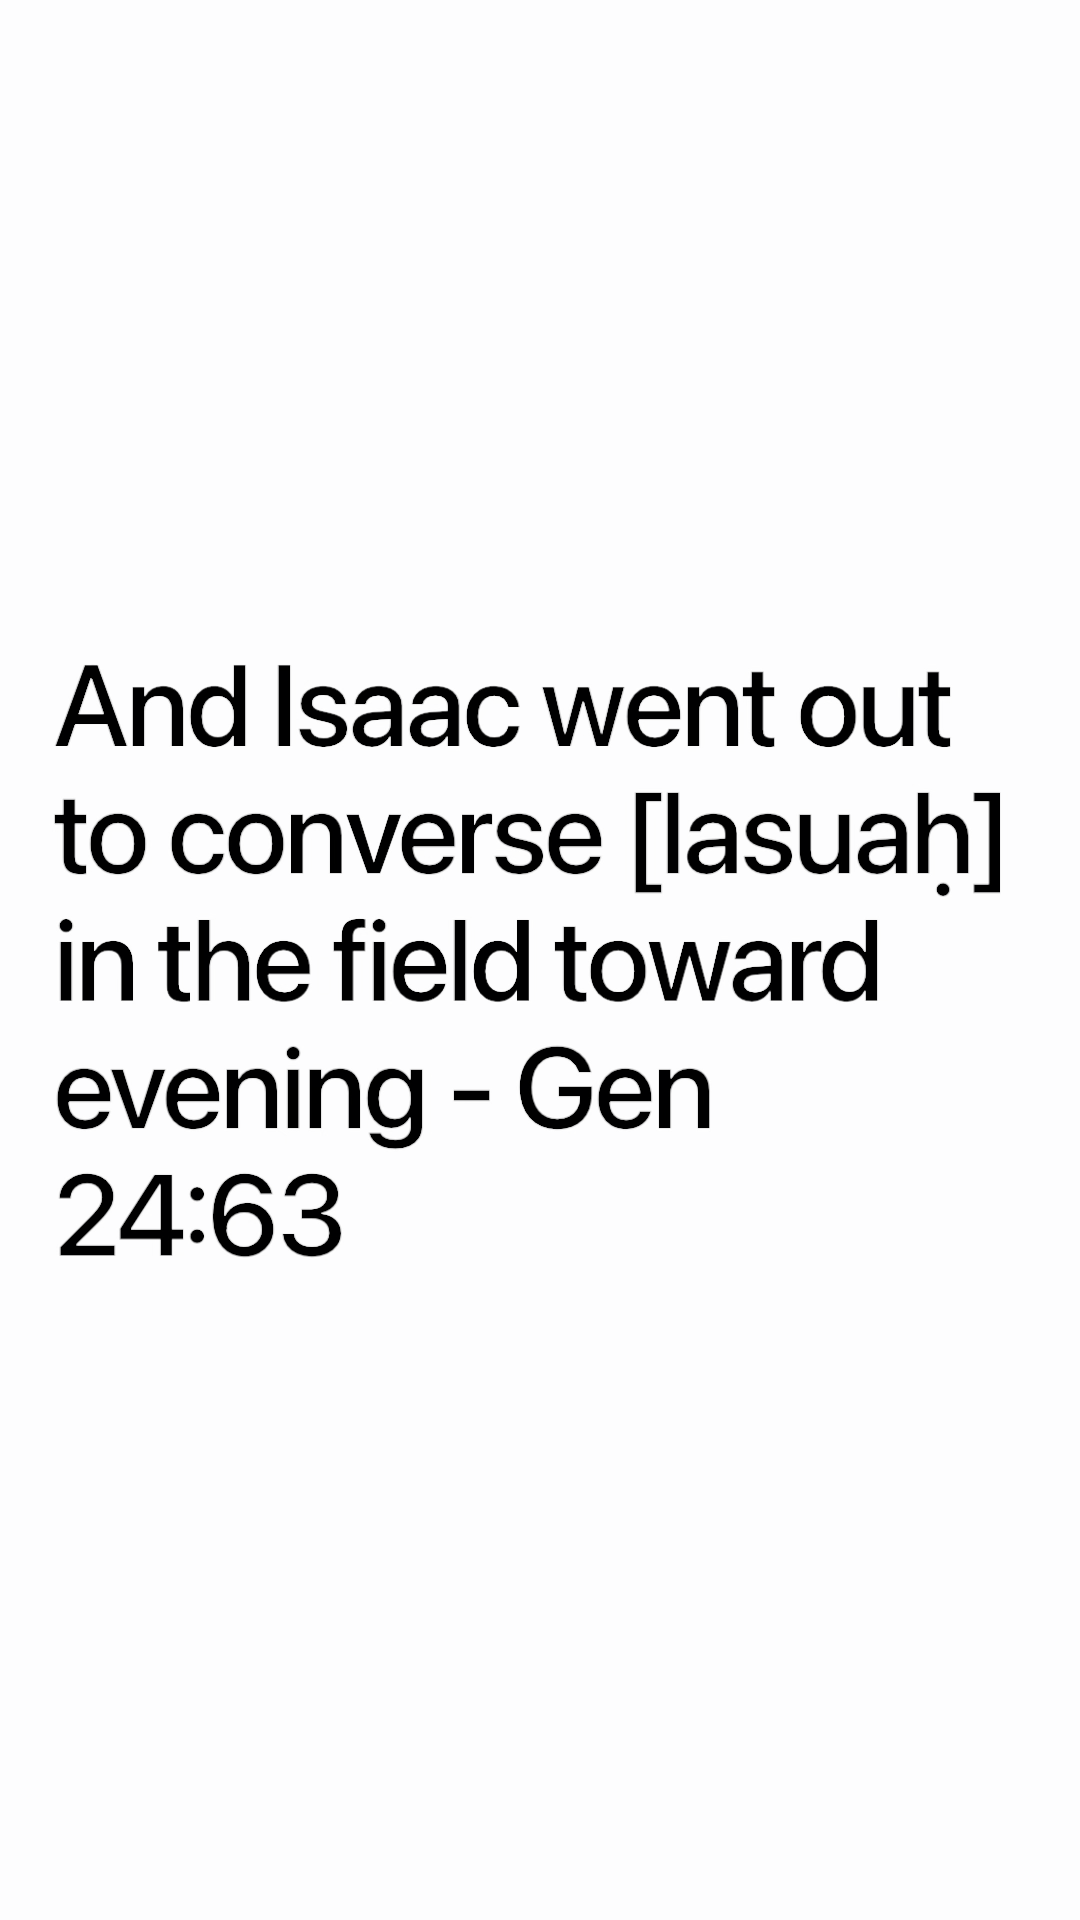 And Isaac went out
to converse [lasuaḥ]
in the field toward
evening - Gen
24:63